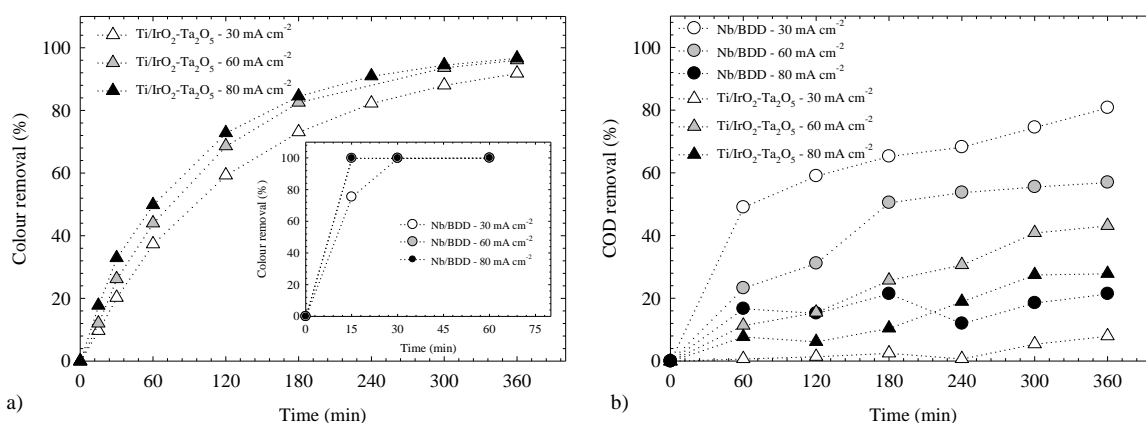 Ti/IrO₂-Ta₂O₅ - 30 mA cm⁻²
Ti/IrO₂-Ta₂O₅ - 60 mA cm⁻²
Ti/IrO₂-Ta₂O₅ - 80 mA cm⁻²
Colour removal (%)
100
80
60
40
20
0
0 60 120 180 240 300 360
Time (min)
a)
Colour removal (%)
100
80
60
40
20
0
Nb/BDD - 30 mA cm⁻²
Nb/BDD - 60 mA cm⁻²
Nb/BDD - 80 mA cm⁻²
0 15 30 45 60 75
Time (min)
Nb/BDD - 30 mA cm⁻²
Nb/BDD - 60 mA cm⁻²
Nb/BDD - 80 mA cm⁻²
Ti/IrO₂-Ta₂O₅ - 30 mA cm⁻²
Ti/IrO₂-Ta₂O₅ - 60 mA cm⁻²
Ti/IrO₂-Ta₂O₅ - 80 mA cm⁻²
COD removal (%)
100
80
60
40
20
0
0 60 120 180 240 300 360
Time (min)
b)